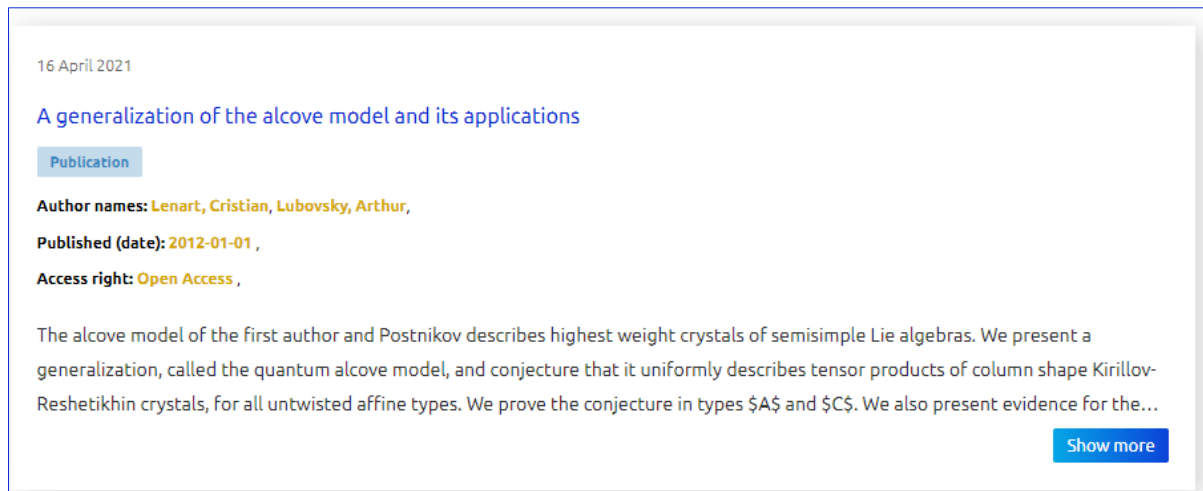 16 April 2021
A generalization of the alcove model and its applications
Publication
Author names: Lenart, Cristian, Lubovsky, Arthur,
Published (date): 2012-01-01 ,
Access right: Open Access ,
The alcove model of the first author and Postnikov describes highest weight crystals of semisimple Lie algebras. We present a
generalization, called the quantum alcove model, and conjecture that it uniformly describes tensor products of column shape Kirillov-
Reshetikhin crystals, for all untwisted affine types. We prove the conjecture in types $A$ and $C$. We also present evidence for the...
Show more